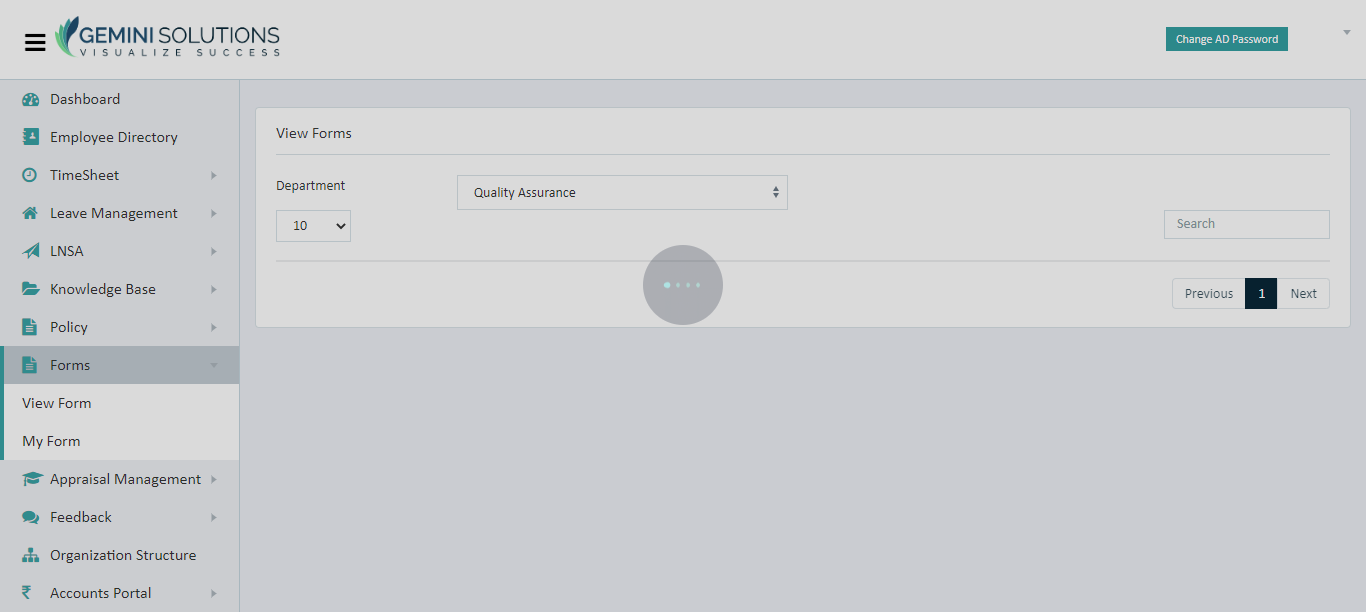 GEMINI SOLUTIONS
VISUALIZE SUCCESS
Change AD Password
Dashboard
Employee Directory
TimeSheet
Leave Management
LNSA
Knowledge Base
Policy
Forms
View Form
My Form
Appraisal Management
Feedback
Organization Structure
Accounts Portal
View Forms
Department
Quality Assurance
10
Search
Previous 1 Next